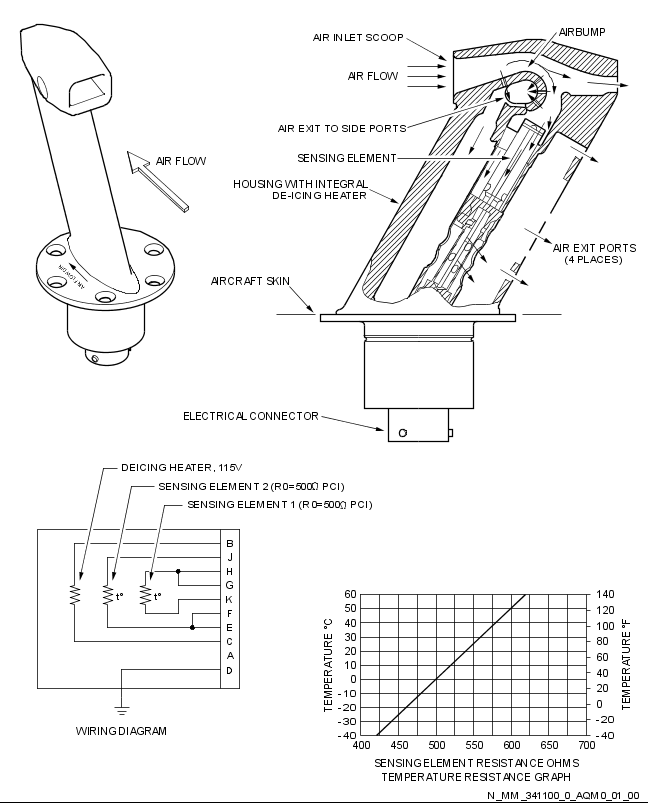 AIR INLET SCOOP
AIRBUMP
AIR FLOW
AIR EXIT TO SIDE PORTS
SENSING ELEMENT
HOUSING WITH INTEGRAL
DE-ICING HEATER
AIR EXIT PORTS
(4 PLACES)
AIRCRAFT SKIN
ELECTRICAL CONNECTOR
AIR FLOW
AIR FLOW
DEICING HEATER, 115V
SENSING ELEMENT 2 (R0=500Ω PCI)
SENSING ELEMENT 1 (R0=500Ω PCI)
B
J
H
G
K
F
E
C
A
D
t°
t°
WIRING DIAGRAM
TEMPERATURE °C
60
50
40
30
20
10
0
-10
-20
-30
-40
140
120
100
80
60
40
20
0
-20
-40
TEMPERATURE °F
400 450 500 550 600 650 700
SENSING ELEMENT RESISTANCE OHMS
TEMPERATURE RESISTANCE GRAPH
N_MM_341100_0_AQM0_01_00